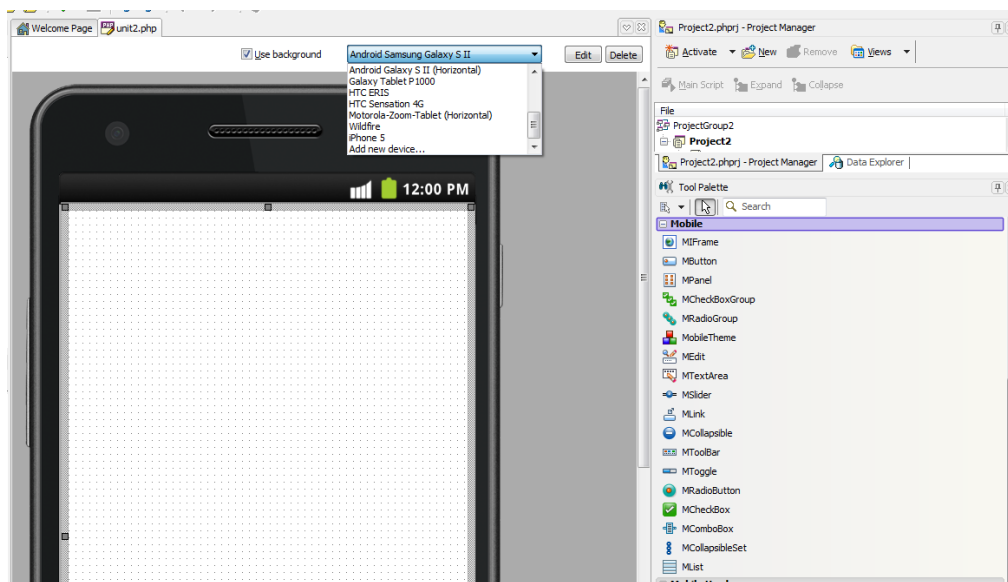 Welcome Page
unit2.php
Use background
Android Samsung Galaxy S II
Edit
Delete
Android Galaxy S II (Horizontal)
Galaxy Tablet P1000
HTC ERIS
HTC Sensation 4G
Motorola-Zoom-Tablet (Horizontal)
Wildfire
iPhone 5
Add new device...
12:00 PM
Project2.phprj - Project Manager
Activate
New
Remove
Views
Main Script
Expand
Collapse
File
ProjectGroup2
Project2
Project2.phprj - Project Manager
Data Explorer
Tool Palette
Search
Mobile
MIFrame
MButton
MPanel
MCheckBoxGroup
MRadioGroup
MobileTheme
MEdit
MTextArea
MSlider
MLink
MCollapsible
MToolBar
MToggle
MRadioButton
MCheckBox
MComboBox
MCollapsibleSet
MList